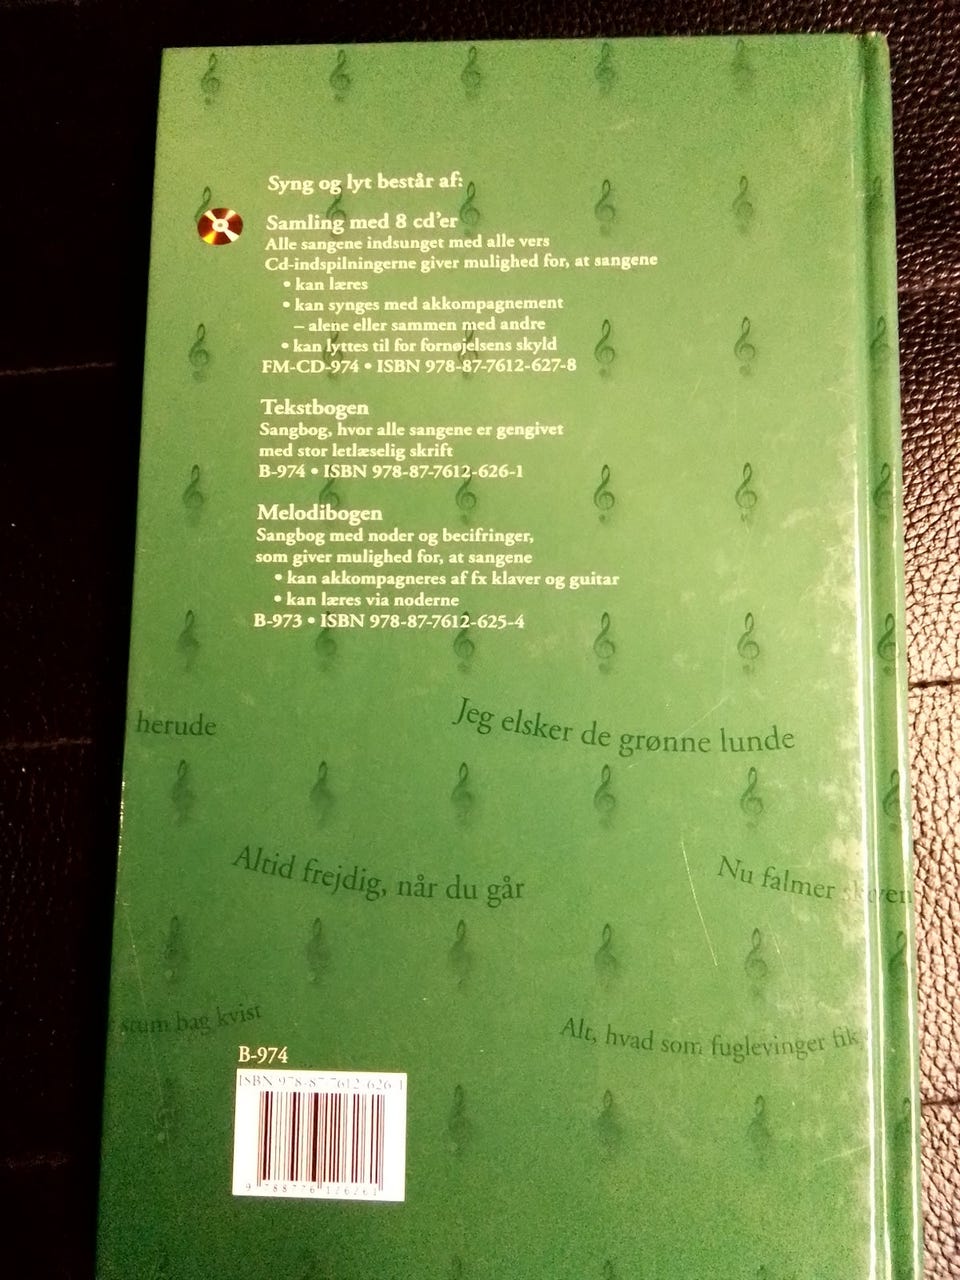 Syng og lyt består af:
Samling med 8 cd'er
Alle sangene indsunget med alle vers
Cd-indspilningerne giver mulighed for, at sangene
• kan læres
• kan synges med akkompagnement
– alene eller sammen med andre
• kan lyttes til for fornøjelsens skyld
FM-CD-974 • ISBN 978-87-7612-627-8
Tekstbogen
Sangbog, hvor alle sangene er gengivet
med stor letlæselig skrift
B-974 • ISBN 978-87-7612-626-1
Melodibogen
Sangbog med noder og becifringer,
som giver mulighed for, at sangene
• kan akkompagneres af fx klaver og guitar
• kan læres via noderne
B-973 • ISBN 978-87-7612-625-4
herude
Jeg elsker de grønne lunde
Altid frejdig, når du går
Nu falmer skoven
stum bag kvist
Alt, hvad som fuglevinger fik
B-974
ISBN 978-87-7612-626-1
9 788776 126261